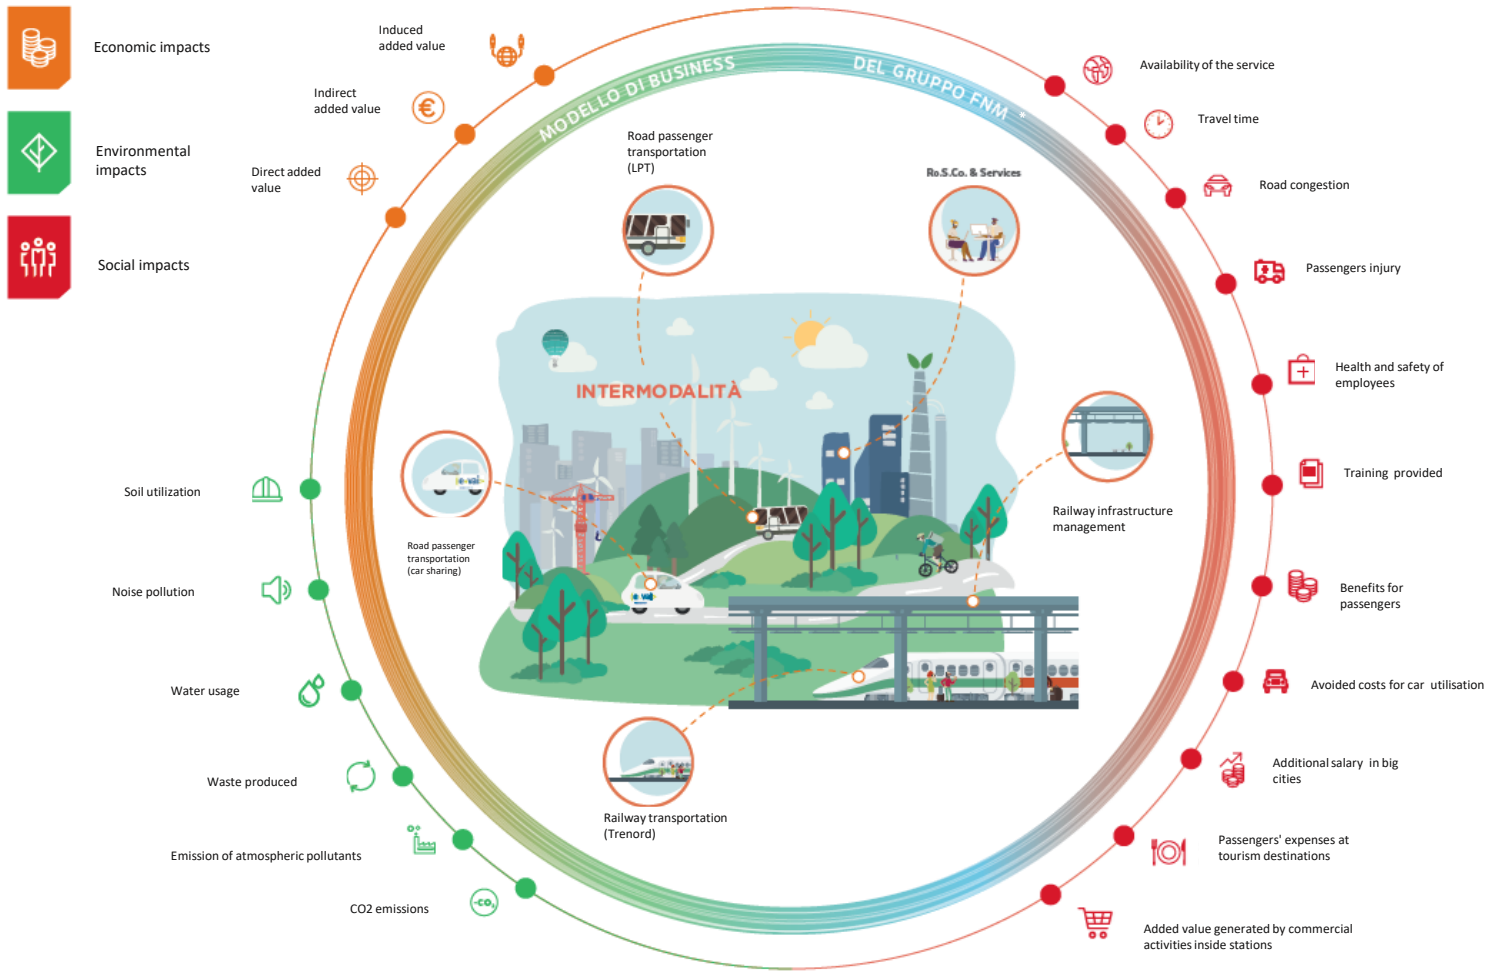 Economic impacts
Environmental
impacts
Social impacts
Induced
added value
Indirect
added value
Direct added
value
Soil utilization
Noise pollution
Water usage
Waste produced
Emission of atmospheric pollutants
CO2 emissions
-CO₂
MODELLO DI BUSINESS
DEL GRUPPO FNM *
Road passenger
transportation
(LPT)
Ro.S.Co. & Services
INTERMODALITÀ
Road passenger
transportation
(car sharing)
Railway infrastructure
management
Railway transportation
(Trenord)
Availability of the service
Travel time
Road congestion
Passengers injury
Health and safety of
employees
Training provided
Benefits for
passengers
Avoided costs for car utilisation
Additional salary in big
cities
Passengers' expenses at
tourism destinations
Added value generated by commercial
activities inside stations